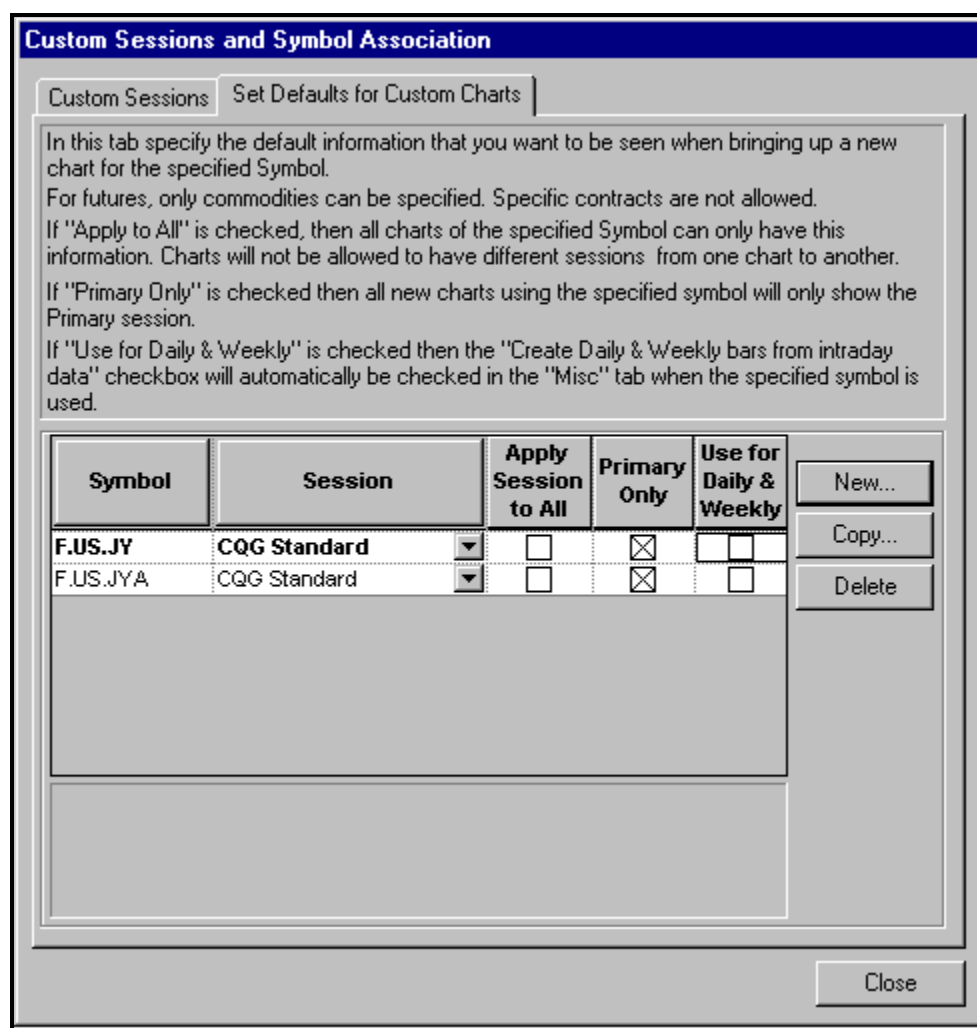 Custom Sessions and Symbol Association
Custom Sessions Set Defaults for Custom Charts
In this tab specify the default information that you want to be seen when bringing up a new
chart for the specified Symbol.
For futures, only commodities can be specified. Specific contracts are not allowed.
If "Apply to All" is checked, then all charts of the specified Symbol can only have this
information. Charts will not be allowed to have different sessions from one chart to another.
If "Primary Only" is checked then all new charts using the specified symbol will only show the
Primary session.
If "Use for Daily & Weekly" is checked then the "Create Daily & Weekly bars from intraday
data" checkbox will automatically be checked in the "Misc" tab when the specified symbol is
used.
Symbol
Session
Apply
Session
to All
Primary
Only
Use for
Daily &
Weekly
New...
F.US.JY CQG Standard
Copy...
F.US.JYA CQG Standard
Delete
Close